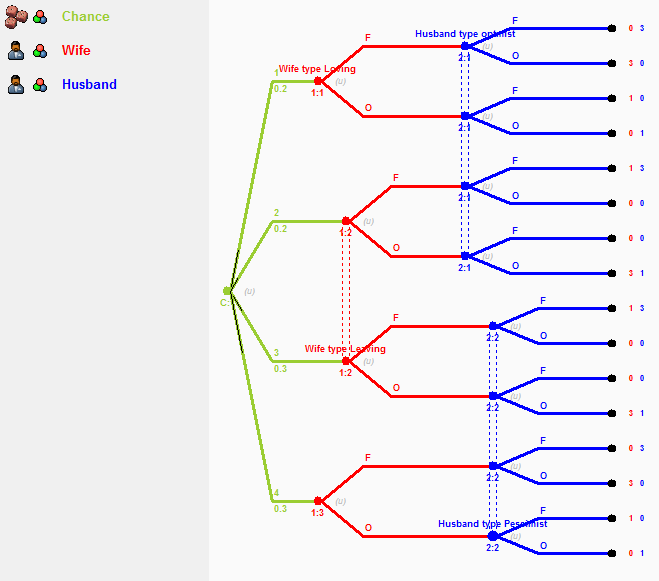 Chance
Wife
Husband
C:
(u)
1
0.2
2
0.2
3
0.3
4
0.3
Wife type Loving
1:1
(u)
1:2
(u)
Wife type Leaving
1:2
(u)
1:3
(u)
F
O
F
O
F
O
F
O
Husband type optimist
2:1
(u)
2:1
(u)
2:1
(u)
2:1
(u)
2:2
(u)
2:2
(u)
2:2
(u)
Husband type Pessimist
2:2
(u)
F 0 3
O 3 0
F 1 0
O 0 1
F 1 3
O 0 0
F 0 0
O 3 1
F 1 3
O 0 0
F 0 0
O 3 1
F 0 3
O 3 0
F 1 0
O 0 1